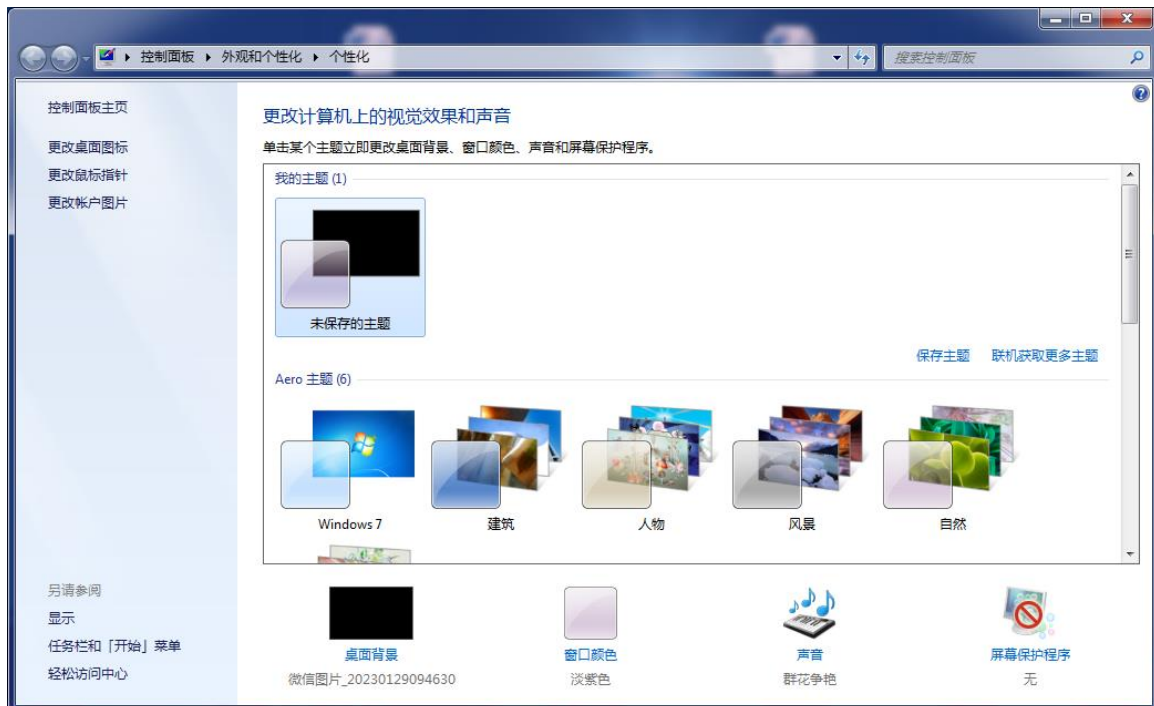 控制面板 ▸ 外观和个性化 ▸ 个性化
搜索控制面板
控制面板主页
更改桌面图标
更改鼠标指针
更改帐户图片
更改计算机上的视觉效果和声音
单击某个主题立即更改桌面背景、窗口颜色、声音和屏幕保护程序。
我的主题 (1)
未保存的主题
保存主题 联机获取更多主题
Aero 主题 (6)
Windows 7 建筑 人物 风景 自然
另请参阅
显示
任务栏和「开始」菜单
轻松访问中心
桌面背景 窗口颜色 声音 屏幕保护程序
微信图片_20230129094630 淡紫色 群花争艳 无